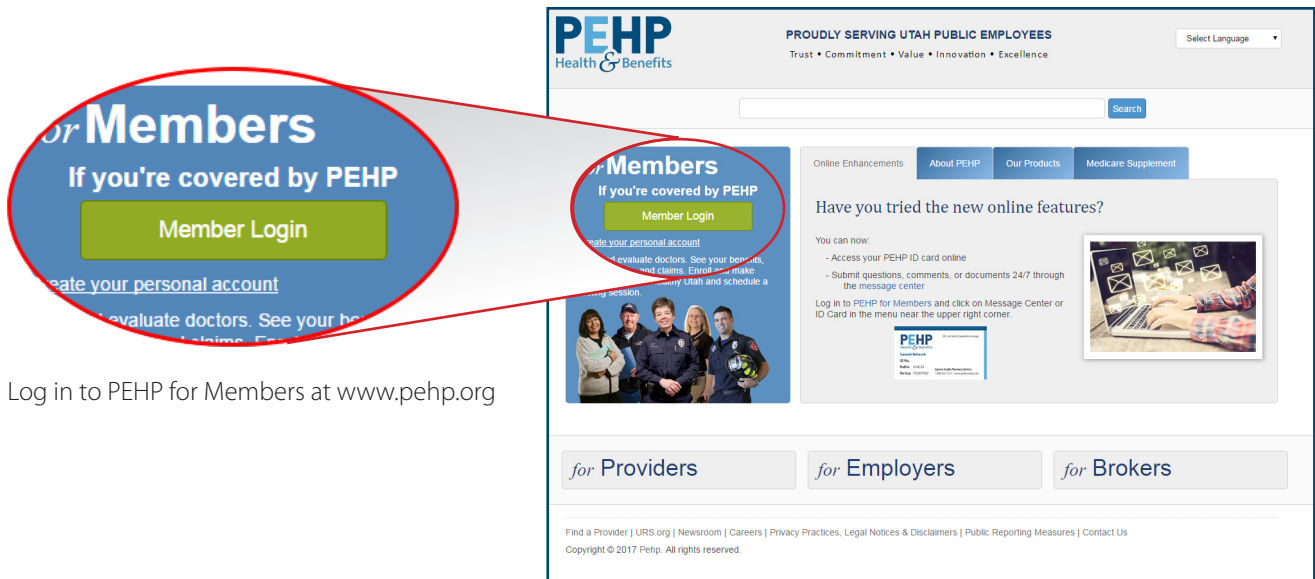 for Members
If you're covered by PEHP
Member Login
eate your personal account
evaluate doctors. See your be
claims.
Log in to PEHP for Members at www.pehp.org
PEHP
Health & Benefits
PROUDLY SERVING UTAH PUBLIC EMPLOYEES
Trust • Commitment • Value • Innovation • Excellence
Select Language
Search
for Members
If you're covered by PEHP
Member Login
eate your personal account
evaluate doctors. See your benefits,
and claims. Enroll and make
Healthy Utah and schedule a
session.
Online Enhancements
About PEHP
Our Products
Medicare Supplement
Have you tried the new online features?
You can now:
- Access your PEHP ID card online
- Submit questions, comments, or documents 24/7 through
the message center
Log in to PEHP for Members and click on Message Center or
ID Card in the menu near the upper right corner.
PEHP
Health & Benefits
for Providers
for Employers
for Brokers
Find a Provider | URS.org | Newsroom | Careers | Privacy Practices, Legal Notices & Disclaimers | Public Reporting Measures | Contact Us
Copyright © 2017 Pehp. All rights reserved.